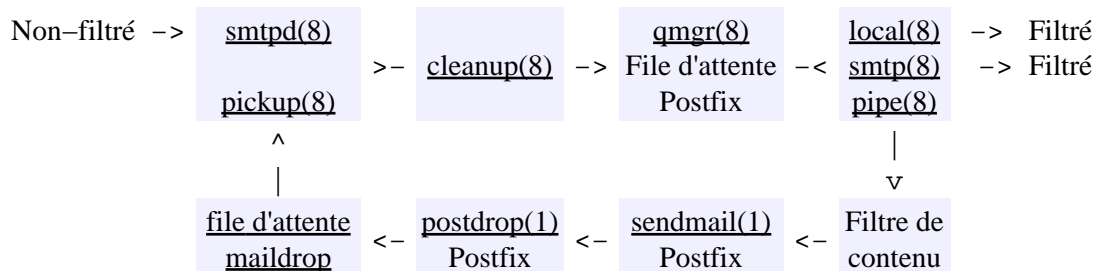 Non−filtré −> smtpd(8) qmgr(8) local(8) −> Filtré
>− cleanup(8) −> File d'attente −< smtp(8) −> Filtré
pickup(8) Postfix pipe(8)
^ |
| v
file d'attente postdrop(1) sendmail(1) Filtre de
<− <− <−
maildrop Postfix Postfix contenu